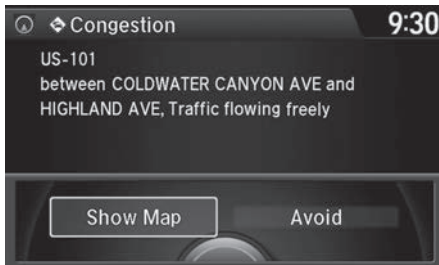 Congestion 9:30
US-101
between COLDWATER CANYON AVE and
HIGHLAND AVE, Traffic flowing freely
Show Map Avoid